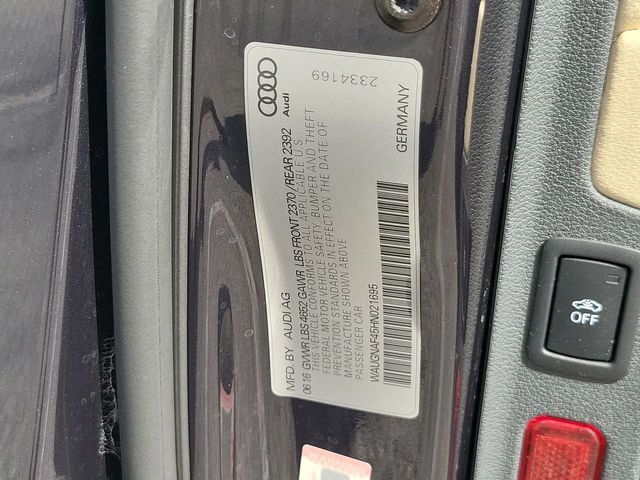 2334169
Audi
MFD. BY AUDI AG GERMANY
06.16 GVWR LBS 4652 GAWR LBS FRONT 2370 / REAR 2392
THIS VEHICLE CONFORMS TO ALL APPLICABLE U.S.
FEDERAL MOTOR VEHICLE SAFETY, BUMPER AND THEFT
PREVENTION STANDARDS IN EFFECT ON THE DATE OF
MANUFACTURE SHOWN ABOVE
PASSENGER CAR
WAUGNAF45HN021695
OFF